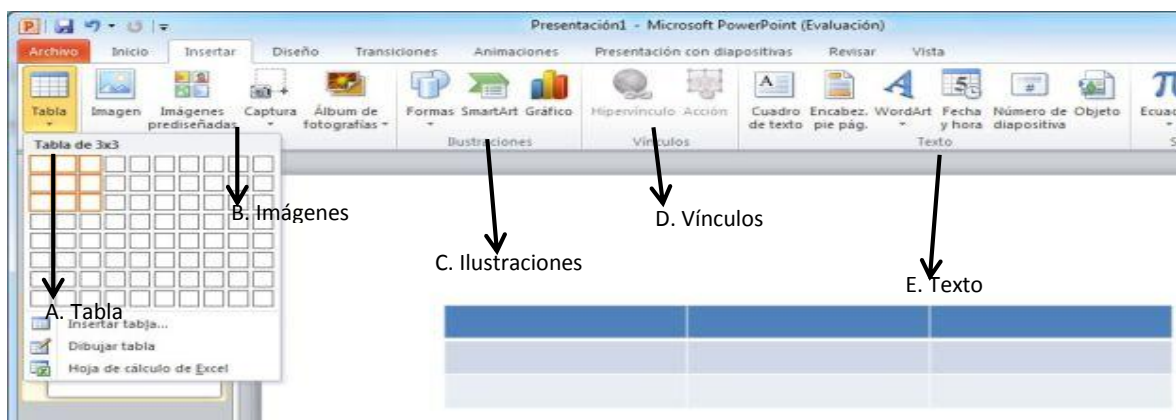 Presentación1 - Microsoft PowerPoint (Evaluación)
Archivo Inicio Insertar Diseño Transiciones Animaciones Presentación con diapositivas Revisar Vista
Tabla Imagen Imágenes prediseñadas Captura Álbum de fotografías Formas SmartArt Gráfico Hipervínculo Acción Cuadro de texto Encabez. pie pág. WordArt Fecha y hora Número de diapositiva Objeto
Ilustraciones Vínculos Texto
Tabla de 3x3
B. Imágenes
D. Vínculos
C. Ilustraciones
E. Texto
A. Tabla
Insertar tabla...
Dibujar tabla
Hoja de cálculo de Excel